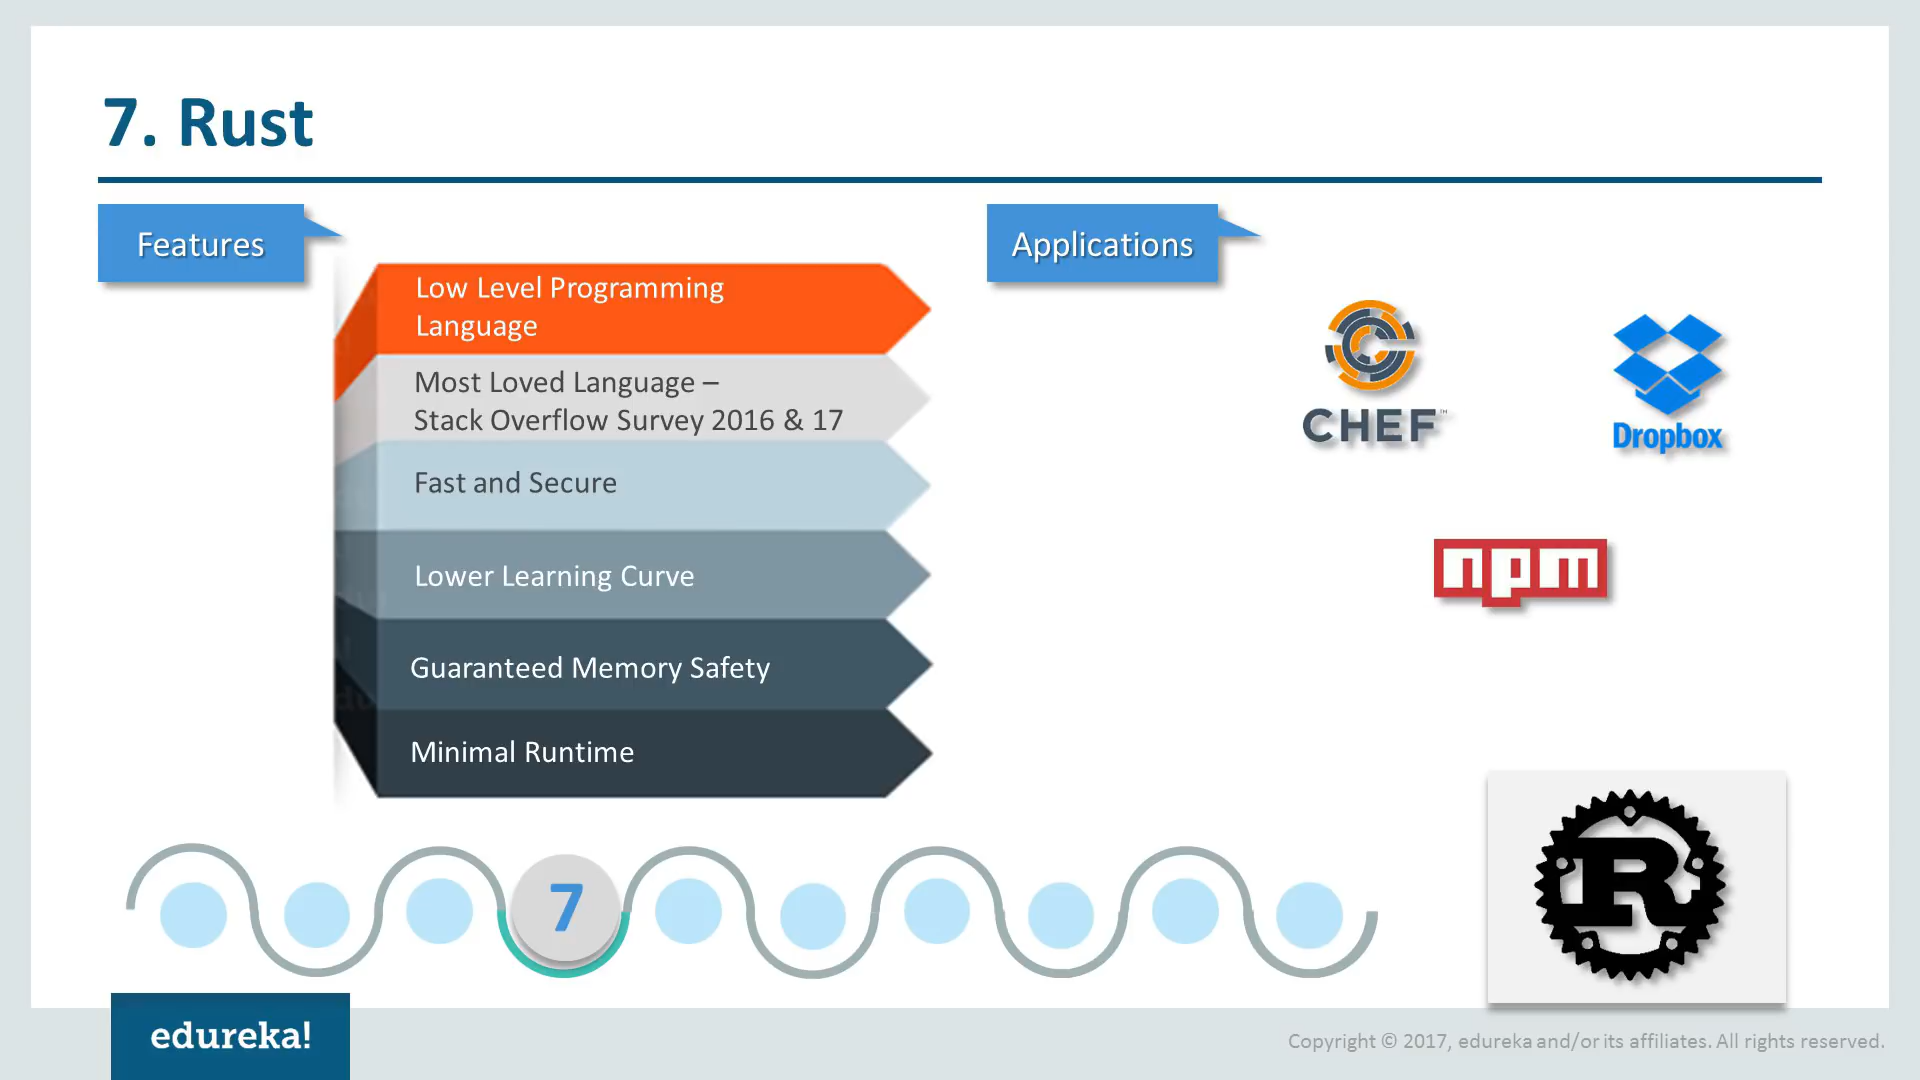 7. Rust
Features
Applications
Low Level Programming
Language
Most Loved Language –
Stack Overflow Survey 2016 & 17
Fast and Secure
Lower Learning Curve
Guaranteed Memory Safety
Minimal Runtime
CHEF™
Dropbox
npm
7
R
edureka!
Copyright © 2017, edureka and/or its affiliates. All rights reserved.